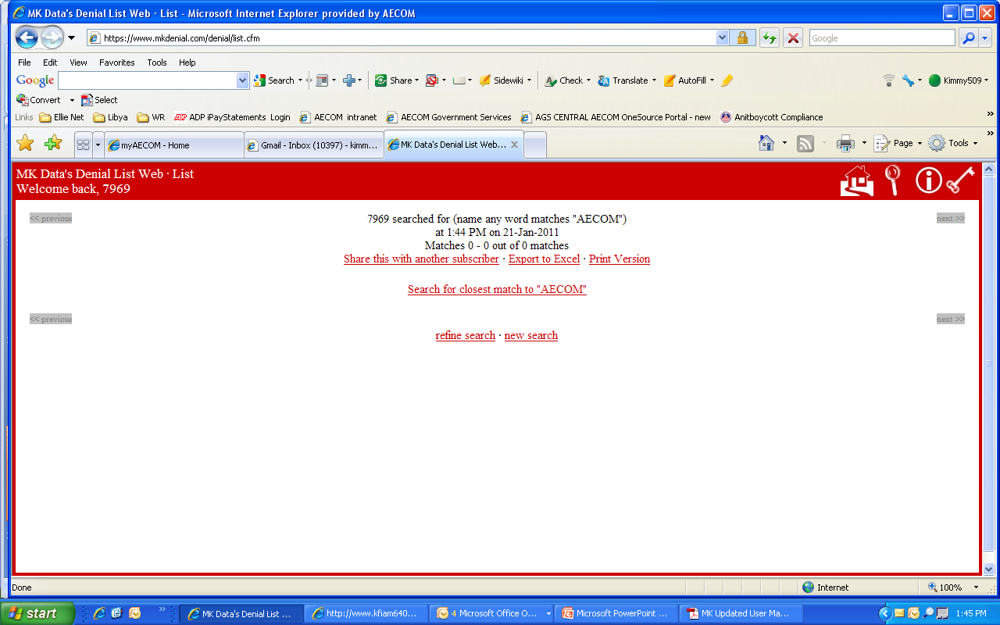 MK Data's Denial List Web · List - Microsoft Internet Explorer provided by AECOM
https://www.mkdenial.com/denial/list.cfm
Google
File Edit View Favorites Tools Help
Google Search Share Sidewiki Check Translate AutoFill Kimmy509
Convert Select
Links Ellie Net Libya WR ADP iPayStatements Login AECOM intranet AECOM Government Services AGS CENTRAL AECOM OneSource Portal - new Anitboycott Compliance »
myAECOM - Home Gmail - Inbox (10397) - kimm... MK Data's Denial List Web... Page Tools »
MK Data's Denial List Web · List
Welcome back, 7969
<< previous 7969 searched for (name any word matches "AECOM") next >>
at 1:44 PM on 21-Jan-2011
Matches 0 - 0 out of 0 matches
Share this with another subscriber · Export to Excel · Print Version
Search for closest match to "AECOM"
<< previous next >>
refine search · new search
Done Internet 100%
start » MK Data's Denial List ... http://www.kfiam640... 4 Microsoft Office O... Microsoft PowerPoint ... MK Updated User Ma... 1:45 PM